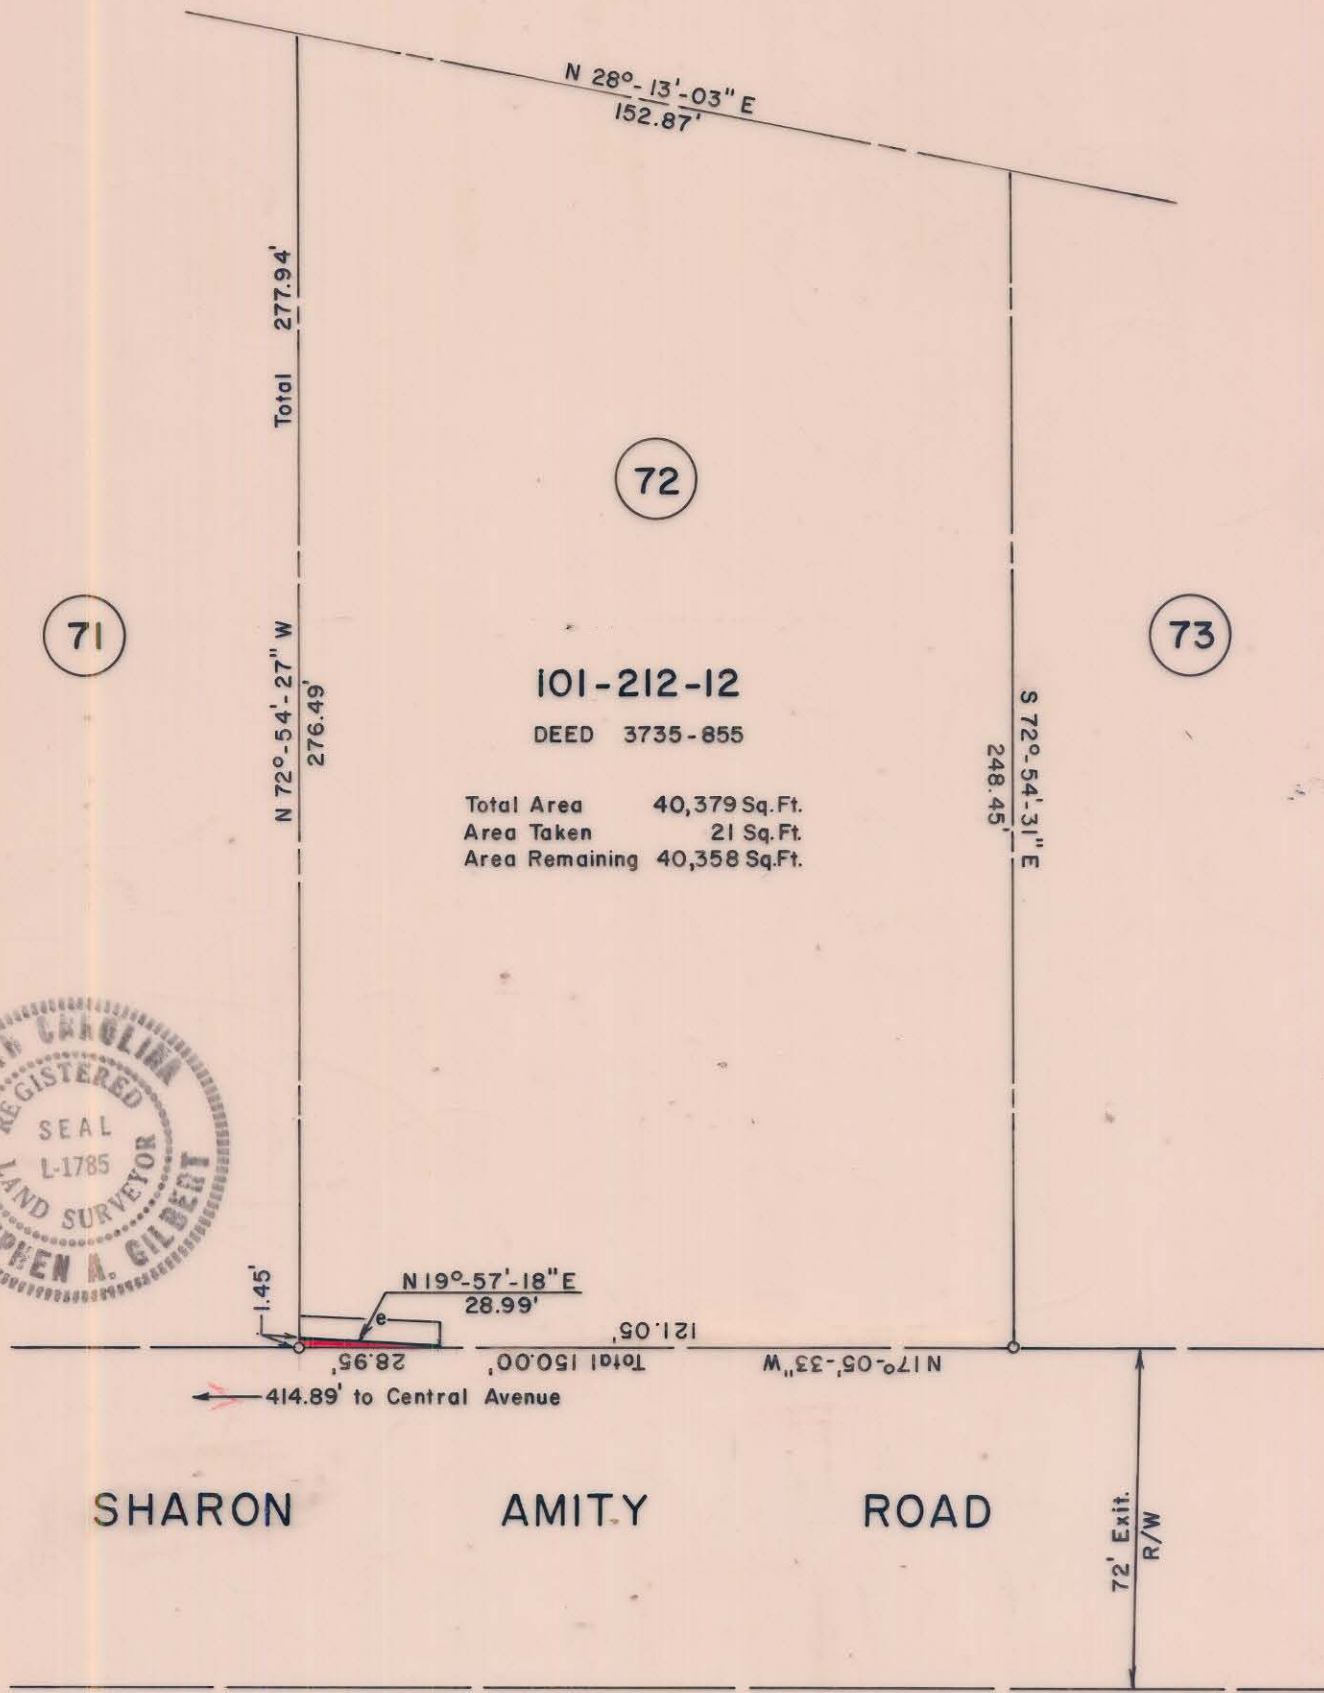 N 28°-13'-03" E
152.87'
Total 277.94'
72
71
73
N 72°-54'-27" W
276.49'
101-212-12
DEED 3735-855
Total Area 40,379 Sq.Ft.
Area Taken 21 Sq.Ft.
Area Remaining 40,358 Sq.Ft.
S 72°-54'-31" E
248.45'
CAROLINA
REGISTERED
SEAL
L-1785
LAND SURVEYOR
PHEN A. GILBERT
1.45'
N 19°-57'-18" E
28.99'
e
121.05'
28.95'
Total 150.00'
N 17°-05'-33" W
414.89' to Central Avenue
SHARON AMITY ROAD
72' Exit.
R/W